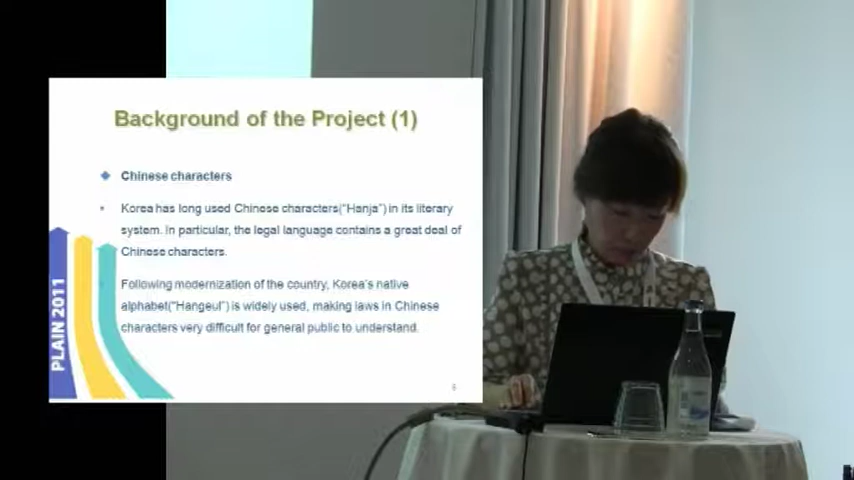 Background of the Project (1)
Chinese characters
Korea has long used Chinese characters("Hanja") in its literary
system. In particular, the legal language contains a great deal of
Chinese characters.
Following modernization of the country, Korea's native
alphabet("Hangeul") is widely used, making laws in Chinese
characters very difficult for general public to understand.
PLAIN 2011